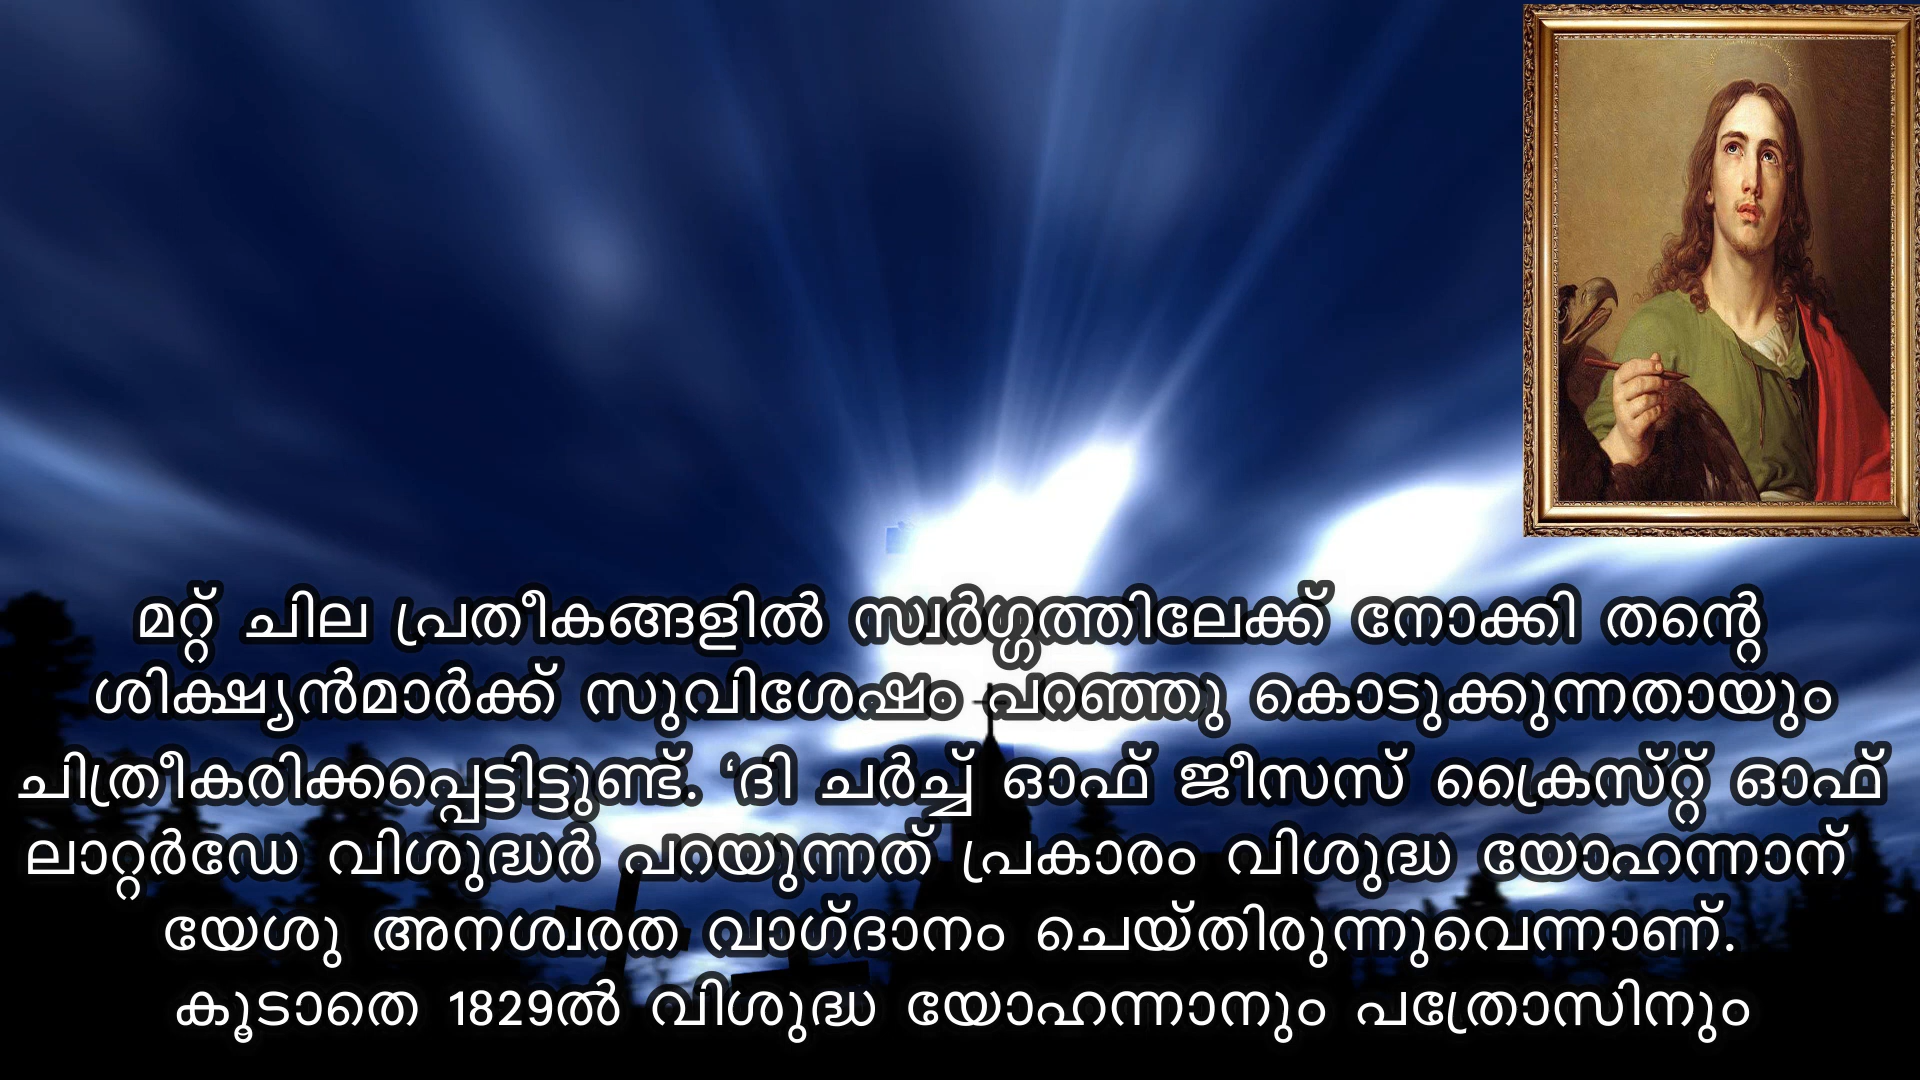 മറ്റ് ചില പ്രതീകങ്ങളിൽ സ്വർഗ്ഗത്തിലേക്ക് നോക്കി തന്റെ
ശിക്ഷ്യൻമാർക്ക് സുവിശേഷം പറഞ്ഞു കൊടുക്കുന്നതായും
ചിത്രീകരിക്കപ്പെട്ടിട്ടുണ്ട്. ‘ദി ചർച്ച് ഓഫ് ജീസസ് ക്രൈസ്റ്റ് ഓഫ്
ലാറ്റർഡേ വിശുദ്ധർ പറയുന്നത് പ്രകാരം വിശുദ്ധ യോഹന്നാന്
യേശു അനശ്വരത വാഗ്ദാനം ചെയ്തിരുന്നുവെന്നാണ്.
കൂടാതെ 1829ൽ വിശുദ്ധ യോഹന്നാനും പത്രോസിനും